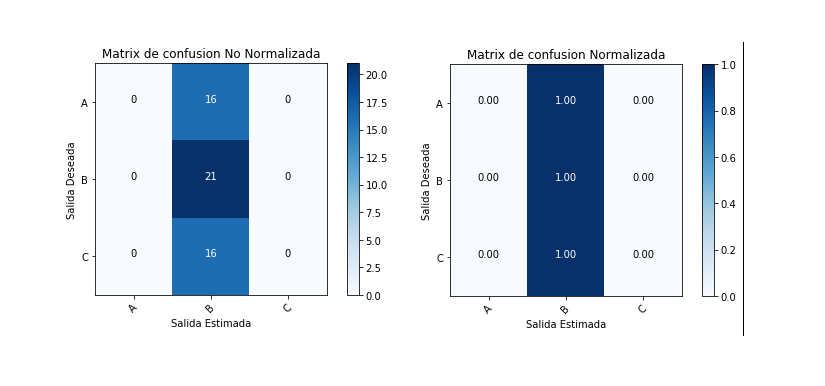 Matrix de confusion No Normalizada
Salida Deseada
A 0 16 0
B 0 21 0
C 0 16 0
A B C
Salida Estimada
20.0
17.5
15.0
12.5
10.0
7.5
5.0
2.5
0.0
Matrix de confusion Normalizada
Salida Deseada
A 0.00 1.00 0.00
B 0.00 1.00 0.00
C 0.00 1.00 0.00
A B C
Salida Estimada
1.0
0.8
0.6
0.4
0.2
0.0